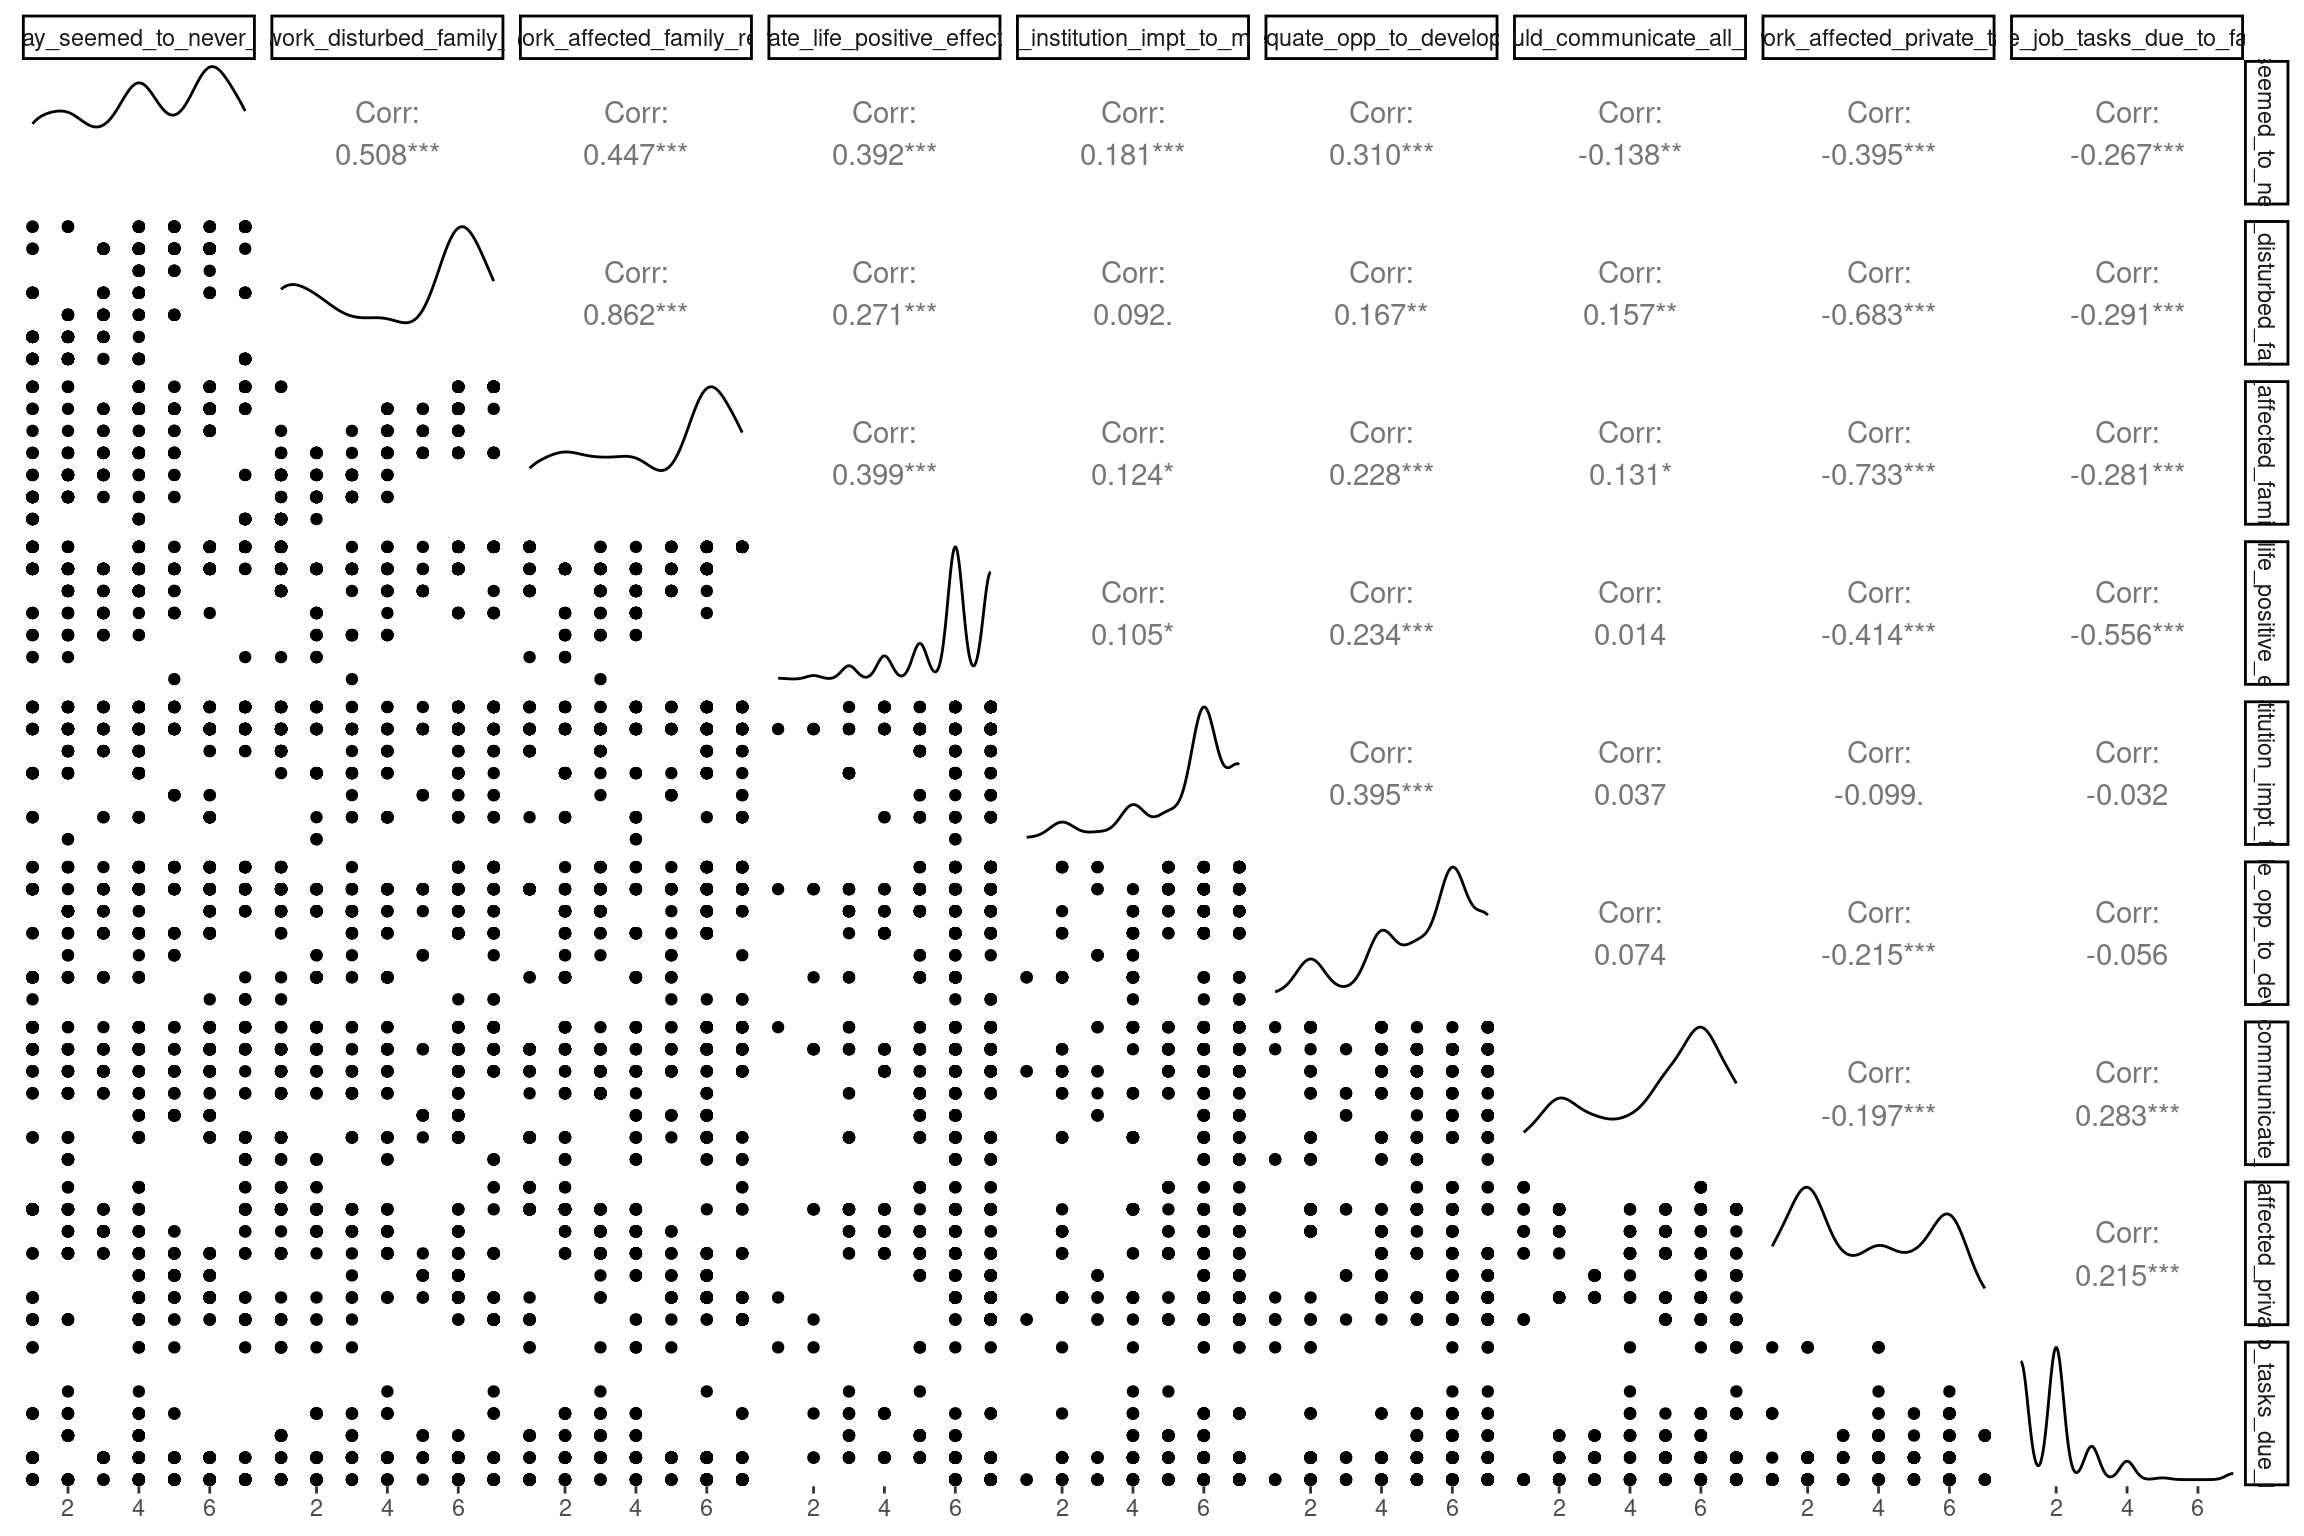 ay_seemed_to_never_ work_disturbed_family_ ork_affected_family_re ate_life_positive_effect _institution_impt_to_m quate_opp_to_develop uld_communicate_all_ ork_affected_private_t e_job_tasks_due_to_fa
seemed_to_ne
Corr: Corr: Corr: Corr: Corr: Corr: Corr: Corr:
0.508*** 0.447*** 0.392*** 0.181*** 0.310*** -0.138** -0.395*** -0.267***
_disturbed_fa
Corr: Corr: Corr: Corr: Corr: Corr: Corr:
0.862*** 0.271*** 0.092. 0.167** 0.157** -0.683*** -0.291***
affected_fami
Corr: Corr: Corr: Corr: Corr: Corr:
0.399*** 0.124* 0.228*** 0.131* -0.733*** -0.281***
life_positive_e
Corr: Corr: Corr: Corr: Corr:
0.105* 0.234*** 0.014 -0.414*** -0.556***
titution_impt_t
Corr: Corr: Corr: Corr:
0.395*** 0.037 -0.099. -0.032
e_opp_to_dev
Corr: Corr: Corr:
0.074 -0.215*** -0.056
communicate_
Corr: Corr:
-0.197*** 0.283***
affected_priva
Corr:
0.215***
_tasks_due_
2 4 6 2 4 6 2 4 6 2 4 6 2 4 6 2 4 6 2 4 6 2 4 6 2 4 6